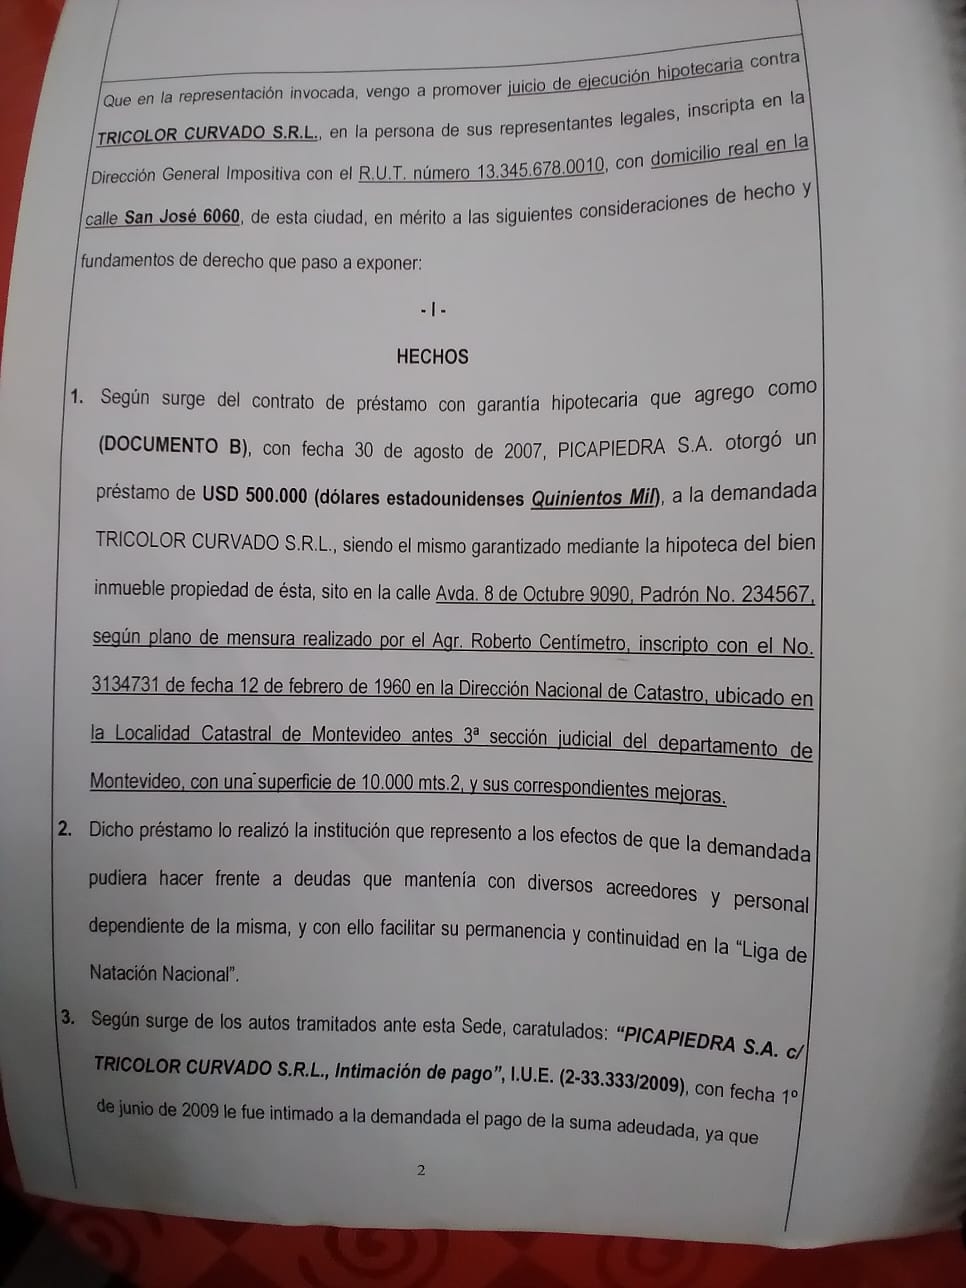 Que en la representación invocada, vengo a promover juicio de ejecución hipotecaria contra
TRICOLOR CURVADO S.R.L., en la persona de sus representantes legales, inscripta en la
Dirección General Impositiva con el R.U.T. número 13.345.678.0010, con domicilio real en la
calle San José 6060, de esta ciudad, en mérito a las siguientes consideraciones de hecho y
fundamentos de derecho que paso a exponer:
- I -
HECHOS
1. Según surge del contrato de préstamo con garantía hipotecaria que agrego como
(DOCUMENTO B), con fecha 30 de agosto de 2007, PICAPIEDRA S.A. otorgó un
préstamo de USD 500.000 (dólares estadounidenses Quinientos Mil), a la demandada
TRICOLOR CURVADO S.R.L., siendo el mismo garantizado mediante la hipoteca del bien
inmueble propiedad de ésta, sito en la calle Avda. 8 de Octubre 9090, Padrón No. 234567,
según plano de mensura realizado por el Agr. Roberto Centímetro, inscripto con el No.
3134731 de fecha 12 de febrero de 1960 en la Dirección Nacional de Catastro, ubicado en
la Localidad Catastral de Montevideo antes 3ª sección judicial del departamento de
Montevideo, con una superficie de 10.000 mts.2, y sus correspondientes mejoras.
2. Dicho préstamo lo realizó la institución que represento a los efectos de que la demandada
pudiera hacer frente a deudas que mantenía con diversos acreedores y personal
dependiente de la misma, y con ello facilitar su permanencia y continuidad en la “Liga de
Natación Nacional”.
3. Según surge de los autos tramitados ante esta Sede, caratulados: “PICAPIEDRA S.A. c/
TRICOLOR CURVADO S.R.L., Intimación de pago”, I.U.E. (2-33.333/2009), con fecha 1º
de junio de 2009 le fue intimado a la demandada el pago de la suma adeudada, ya que
2